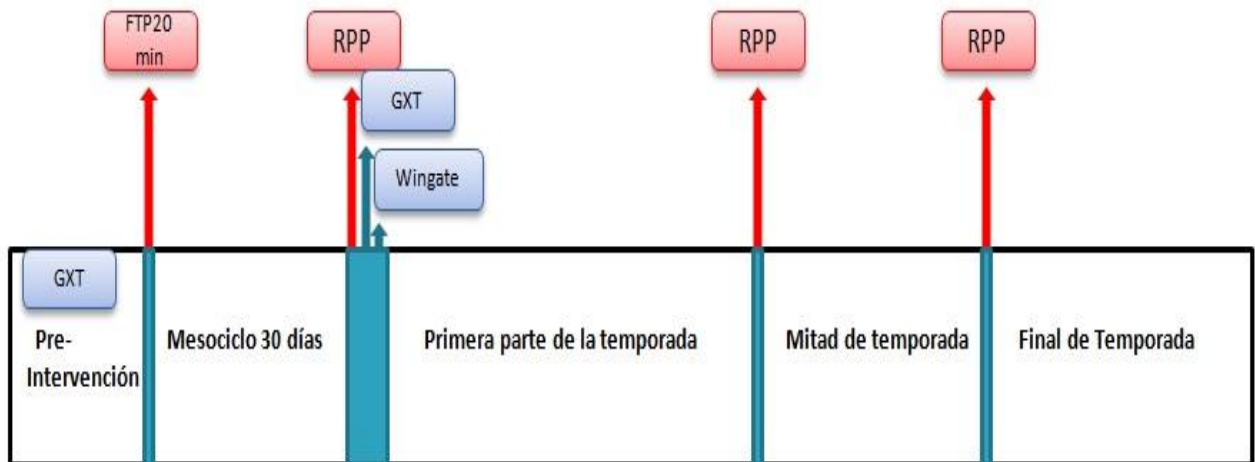 FTP20
min
RPP
GXT
Wingate
RPP
RPP
GXT
Pre-
Intervención
Mesociclo 30 días
Primera parte de la temporada
Mitad de temporada
Final de Temporada